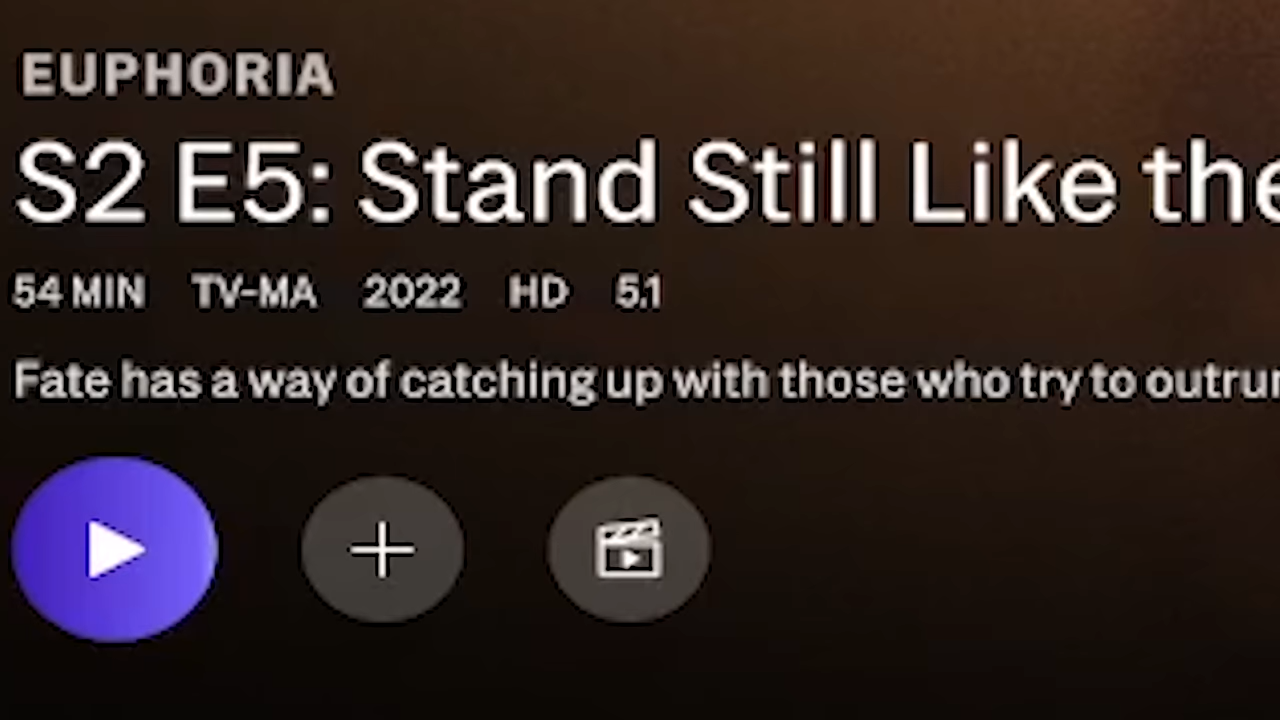 EUPHORIA
S2 E5: Stand Still Like the
54 MIN TV-MA 2022 HD 5.1
Fate has a way of catching up with those who try to outrun